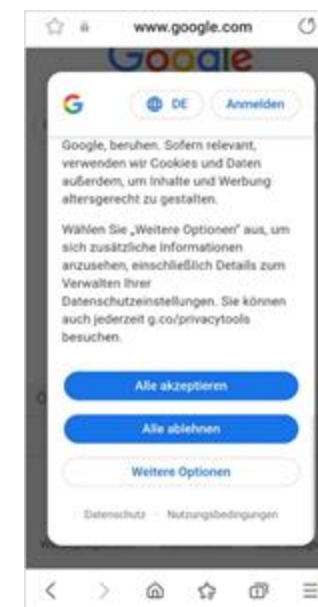 www.google.com
Google
G
DE
Anmelden
Google, beruhen. Sofern relevant,
verwenden wir Cookies und Daten
außerdem, um Inhalte und Werbung
altersgerecht zu gestalten.
Wählen Sie „Weitere Optionen" aus, um
sich zusätzliche Informationen
anzusehen, einschließlich Details zum
Verwalten Ihrer
Datenschutzeinstellungen. Sie können
auch jederzeit g.co/privacytools
besuchen.
Alle akzeptieren
Alle ablehnen
Weitere Optionen
Datenschutz · Nutzungsbedingungen